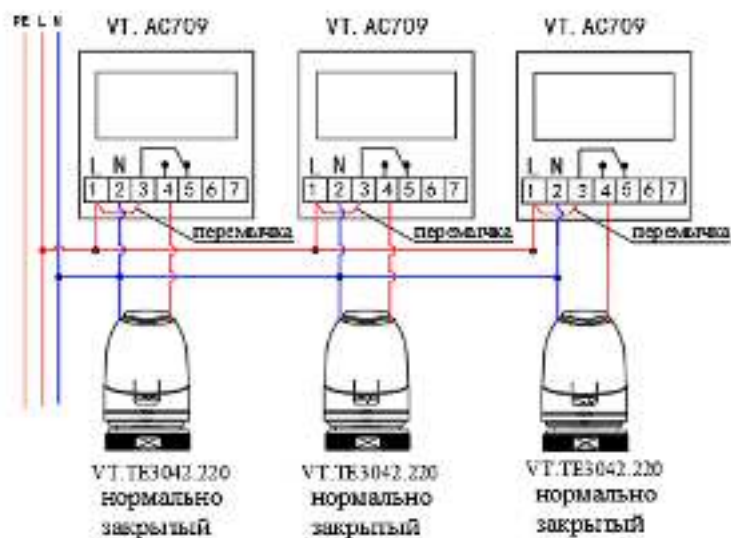 PE L N
VT. AC709
VT. AC709
VT. AC709
L N
1 2 3 4 5 6 7
L N
1 2 3 4 5 6 7
L N
1 2 3 4 5 6 7
перемычка
перемычка
перемычка
VT.TE3042.220
нормально
закрытый
VT.TE3042.220
нормально
закрытый
VT.TE3042.220
нормально
закрытый